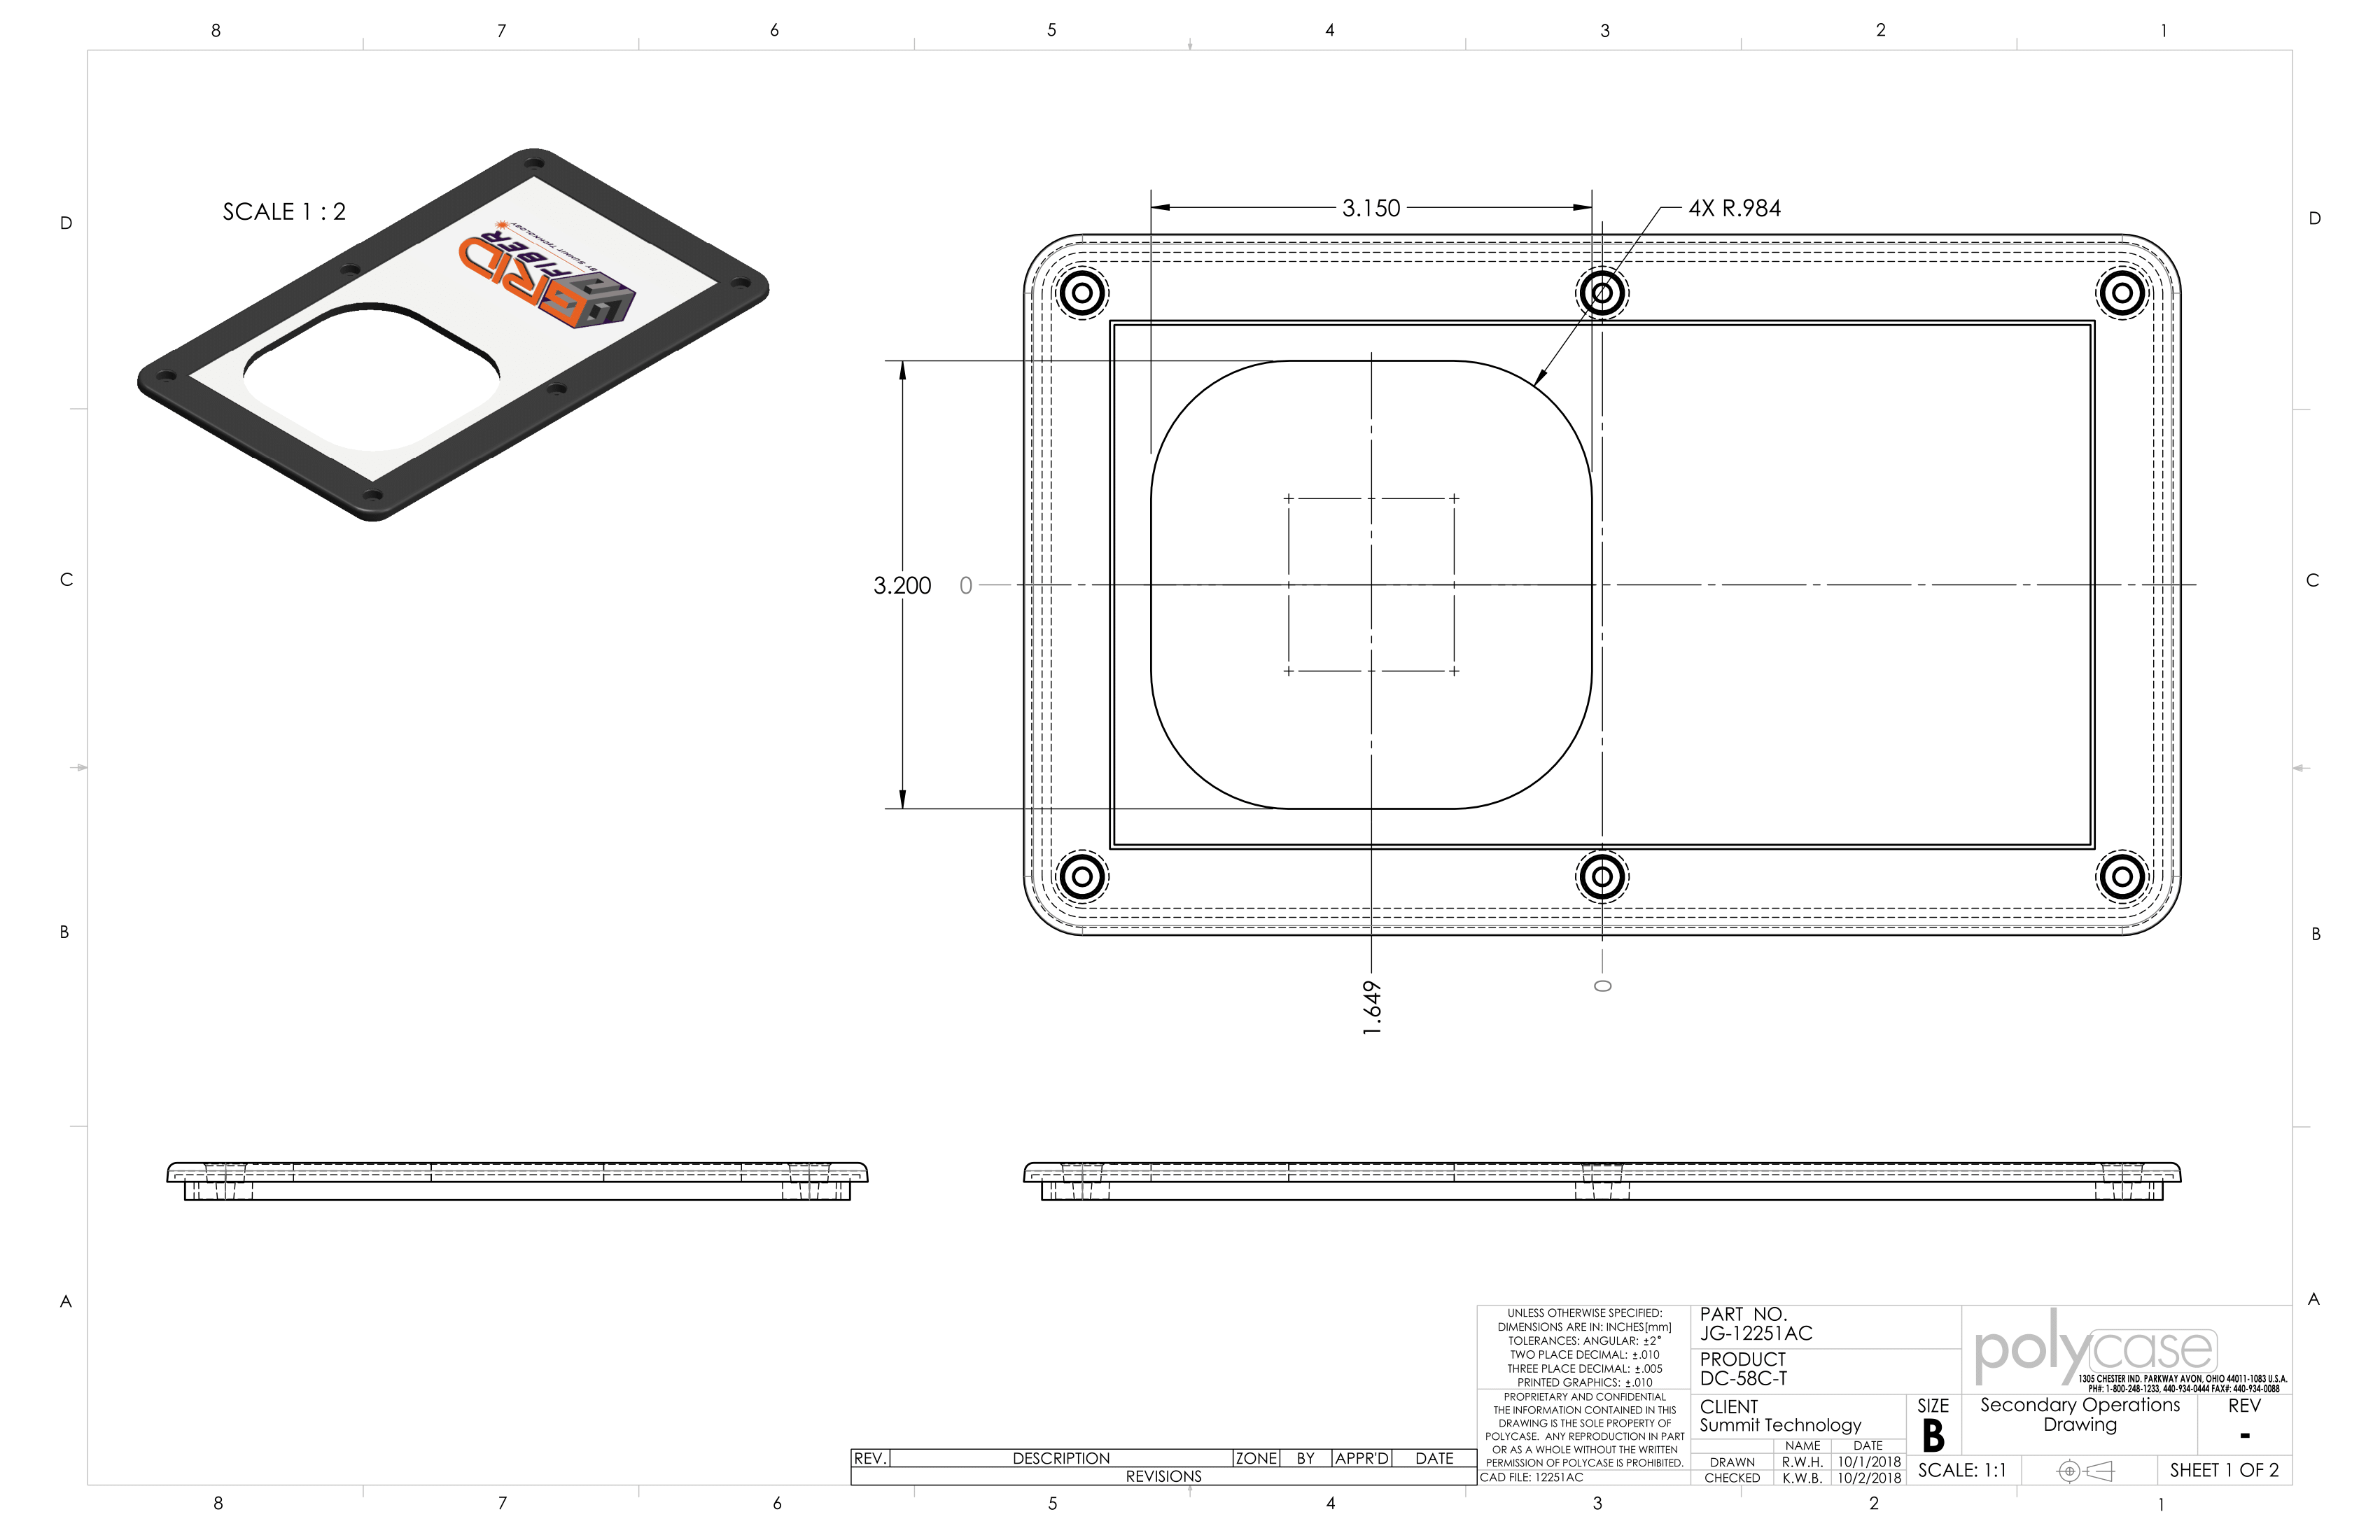 8 7 6 5 4 3 2 1
D D
SCALE 1 : 2
GRID
FIBER
BY SUMMIT TECHNOLOGY
3.150
4X R.984
C C
3.200
0
B B
0
1.649
A A
UNLESS OTHERWISE SPECIFIED:
DIMENSIONS ARE IN: INCHES[mm]
TOLERANCES: ANGULAR: ±2°
TWO PLACE DECIMAL: ±.010
THREE PLACE DECIMAL: ±.005
PRINTED GRAPHICS: ±.010
PROPRIETARY AND CONFIDENTIAL
THE INFORMATION CONTAINED IN THIS
DRAWING IS THE SOLE PROPERTY OF
POLYCASE. ANY REPRODUCTION IN PART
OR AS A WHOLE WITHOUT THE WRITTEN
PERMISSION OF POLYCASE IS PROHIBITED.
CAD FILE: 12251AC
PART NO.
JG-12251AC
PRODUCT
DC-58C-T
CLIENT
Summit Technology
NAME DATE
DRAWN R.W.H. 10/1/2018
CHECKED K.W.B. 10/2/2018
polycase
1305 CHESTER IND. PARKWAY AVON, OHIO 44011-1083 U.S.A.
PH#: 1-800-248-1233, 440-934-0444 FAX#: 440-934-0088
SIZE
B
Secondary Operations
Drawing
REV
-
SCALE: 1:1
SHEET 1 OF 2
REV. DESCRIPTION ZONE BY APPR'D DATE
REVISIONS
8 7 6 5 4 3 2 1